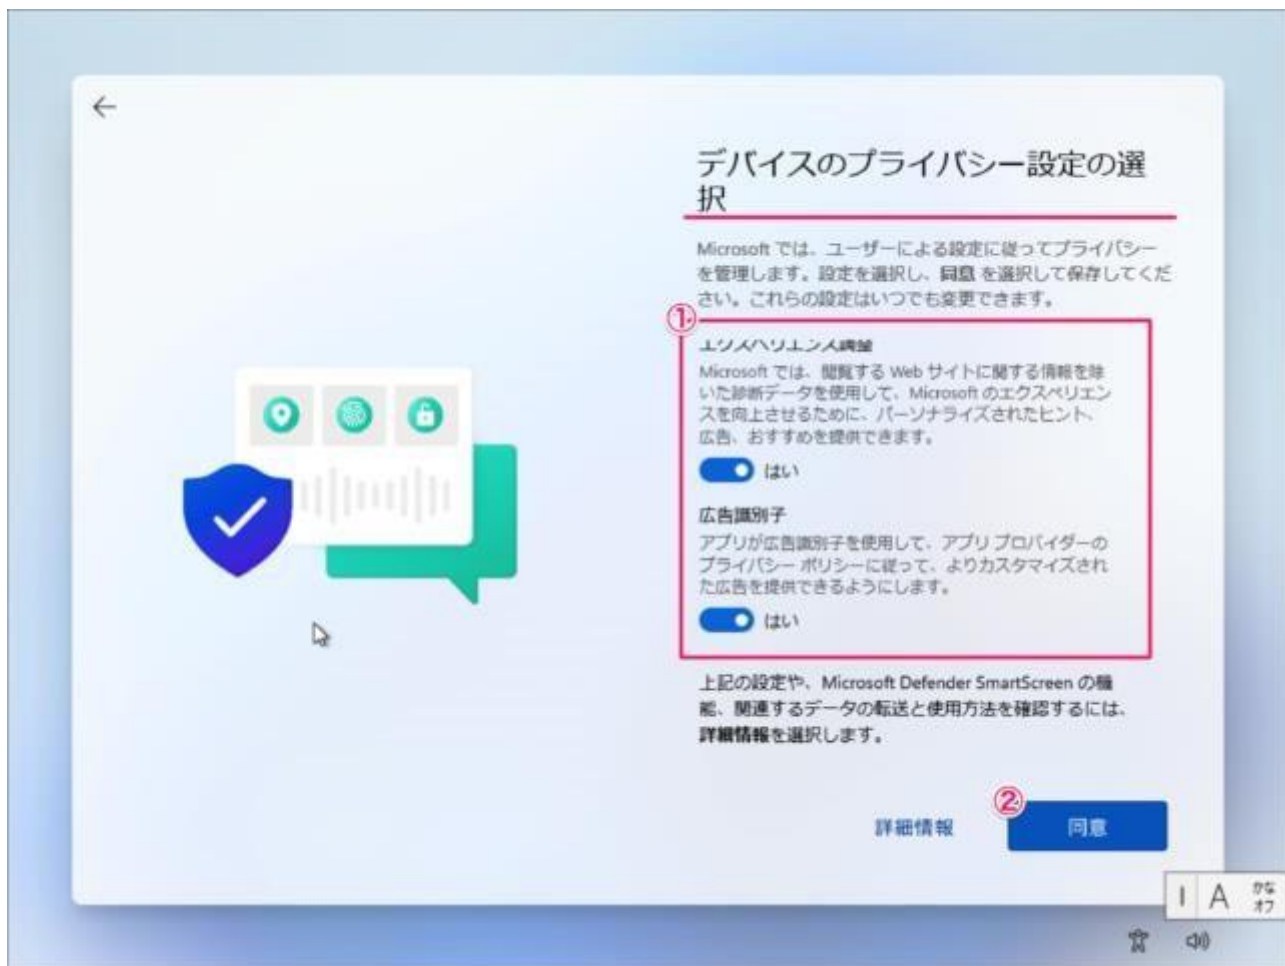 デバイスのプライバシー設定の選
択
Microsoft では、ユーザーによる設定に従ってプライバシー
を管理します。設定を選択し、同意 を選択して保存してくだ
さい。これらの設定はいつでも変更できます。
①
エクスペリエンス調整
Microsoft では、閲覧する Web サイトに関する情報を除
いた診断データを使用して、Microsoft のエクスペリエン
スを向上させるために、パーソナライズされたヒント、
広告、おすすめを提供できます。
はい
広告識別子
アプリが広告識別子を使用して、アプリ プロバイダーの
プライバシー ポリシーに従って、よりカスタマイズされ
た広告を提供できるようにします。
はい
上記の設定や、Microsoft Defender SmartScreen の機
能、関連するデータの転送と使用方法を確認するには、
詳細情報を選択します。
②
詳細情報 同意
I A かな
オフ